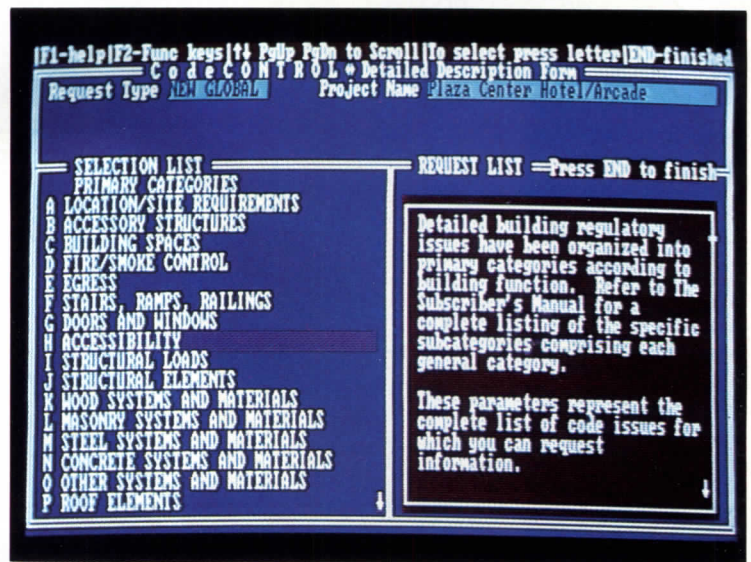 |F1-help|F2-Func keys|↑↓ PgUp PgDn to Scroll|To select press letter|END-finished
CodeCONTROL * Detailed Description Form
Request Type NEW GLOBAL Project Name Plaza Center Hotel/Arcade
SELECTION LIST
PRIMARY CATEGORIES
A LOCATION/SITE REQUIREMENTS
B ACCESSORY STRUCTURES
C BUILDING SPACES
D FIRE/SMOKE CONTROL
E EGRESS
F STAIRS, RAMPS, RAILINGS
G DOORS AND WINDOWS
H ACCESSIBILITY
I STRUCTURAL LOADS
J STRUCTURAL ELEMENTS
K WOOD SYSTEMS AND MATERIALS
L MASONRY SYSTEMS AND MATERIALS
M STEEL SYSTEMS AND MATERIALS
N CONCRETE SYSTEMS AND MATERIALS
O OTHER SYSTEMS AND MATERIALS
P ROOF ELEMENTS ↓
REQUEST LIST Press END to finish
Detailed building regulatory
issues have been organized into
primary categories according to
building function. Refer to The
Subscriber's Manual for a
complete listing of the specific
subcategories comprising each
general category.
These parameters represent the
complete list of code issues for
which you can request
information.
↓